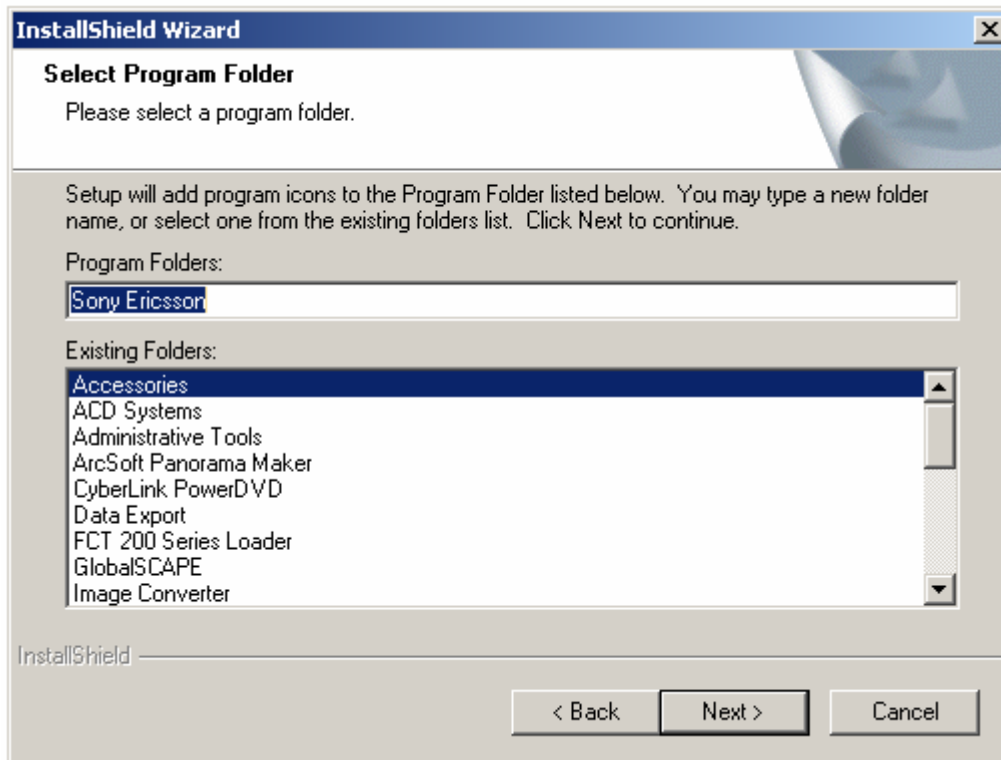 InstallShield Wizard
Select Program Folder
Please select a program folder.
Setup will add program icons to the Program Folder listed below.  You may type a new folder
name, or select one from the existing folders list.  Click Next to continue.
Program Folders:
Sony Ericsson
Existing Folders:
Accessories
ACD Systems
Administrative Tools
ArcSoft Panorama Maker
CyberLink PowerDVD
Data Export
FCT 200 Series Loader
GlobalSCAPE
Image Converter
InstallShield
< Back Next > Cancel